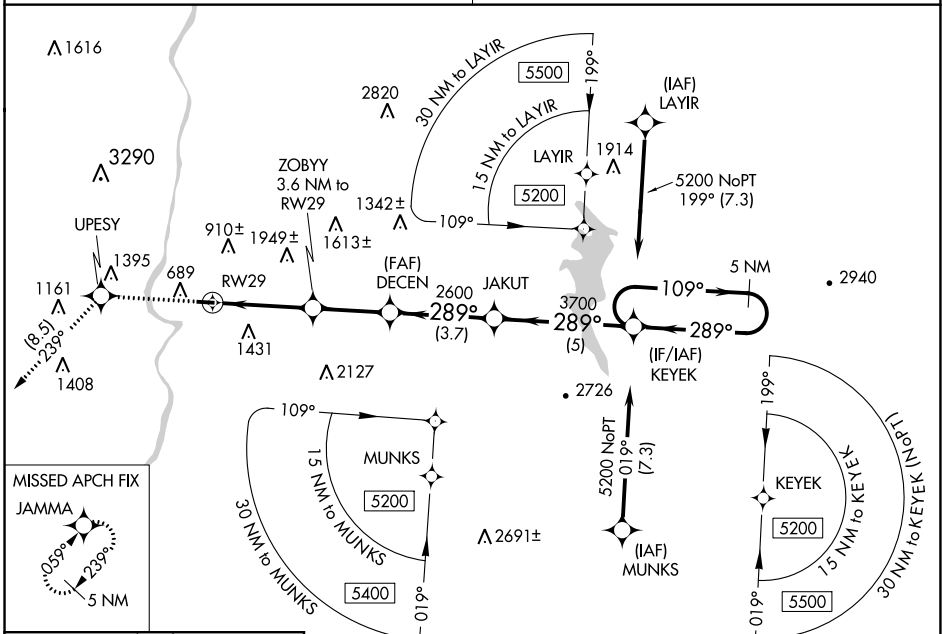 1616
3290
2820
30 NM to LAYIR
5500
199°
15 NM to LAYIR
LAYIR
5200
109°
1914
(IAF)
LAYIR
5200 NoPT
199° (7.3)
ZOBYY
3.6 NM to
RW29
1342±
1613±
910±
1949±
UPESY
1395
689
RW29
1161
(8.5)
239°
1408
1431
(FAF)
DECEN
2600
289°
(3.7)
JAKUT
3700
289°
(5)
5 NM
109°
289°
(IF/IAF)
KEYEK
2940
2127
2726
109°
MUNKS
5200
15 NM to MUNKS
30 NM to MUNKS
5400
019°
2691±
5200 NoPT
019°
(7.3)
(IAF)
MUNKS
199°
KEYEK
5200
15 NM to KEYEK
30 NM to KEYEK (NoPT)
5500
019°
MISSED APCH FIX
JAMMA
059°
239°
5 NM